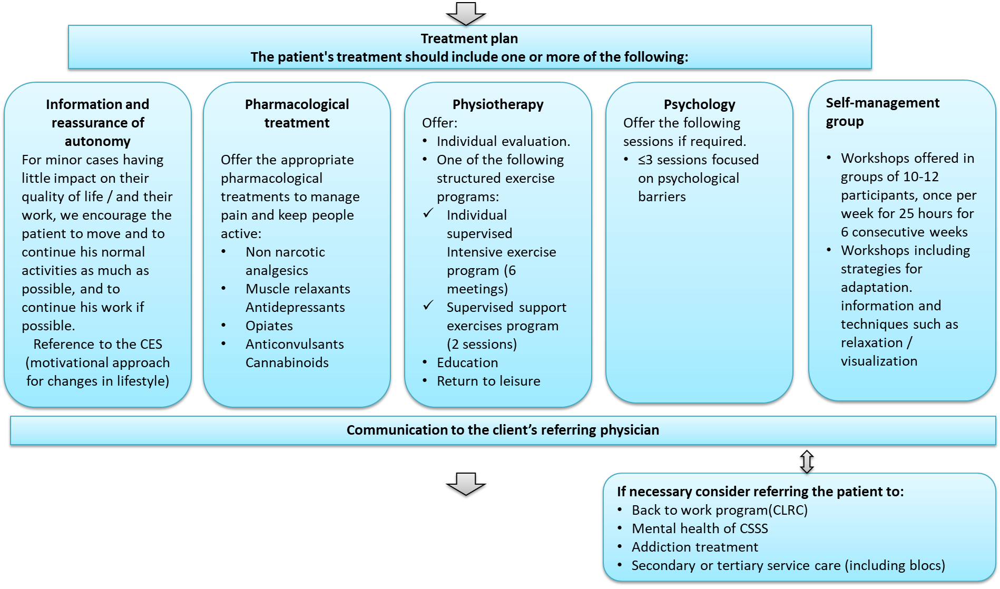 Treatment plan
The patient's treatment should include one or more of the following:
Information and
reassurance of
autonomy
For minor cases having
little impact on their
quality of life / and their
work, we encourage the
patient to move and to
continue his normal
activities as much as
possible, and to
continue his work if
possible.
Reference to the CES
(motivational approach
for changes in lifestyle)
Pharmacological
treatment
Offer the appropriate
pharmacological
treatments to manage
pain and keep people
active:
• Non narcotic
analgesics
• Muscle relaxants
Antidepressants
• Opiates
• Anticonvulsants
Cannabinoids
Physiotherapy
Offer:
• Individual evaluation.
• One of the following
structured exercise
programs:
✓ Individual
supervised
Intensive exercise
program (6
meetings)
✓ Supervised support
exercises program
(2 sessions)
• Education
• Return to leisure
Psychology
Offer the following
sessions if required.
• ≤3 sessions focused
on psychological
barriers
Self-management
group
• Workshops offered in
groups of 10-12
participants, once per
week for 25 hours for
6 consecutive weeks
• Workshops including
strategies for
adaptation.
information and
techniques such as
relaxation /
visualization
Communication to the client’s referring physician
If necessary consider referring the patient to:
• Back to work program(CLRC)
• Mental health of CSSS
• Addiction treatment
• Secondary or tertiary service care (including blocs)